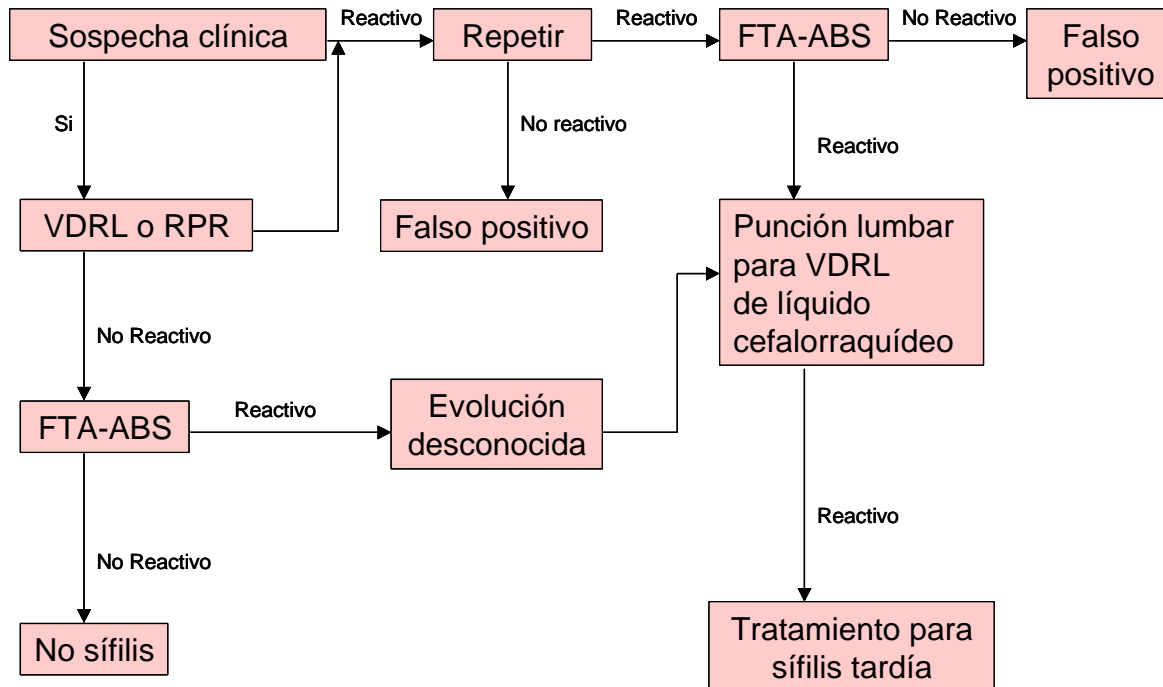 Sospecha clínica
Reactivo
Repetir
Reactivo
FTA-ABS
No Reactivo
Falso
positivo
Si
No reactivo
Reactivo
VDRL o RPR
Falso positivo
Punción lumbar
para VDRL
de líquido
cefalorraquídeo
No Reactivo
FTA-ABS
Reactivo
Evolución
desconocida
No Reactivo
Reactivo
No sífilis
Tratamiento para
sífilis tardía